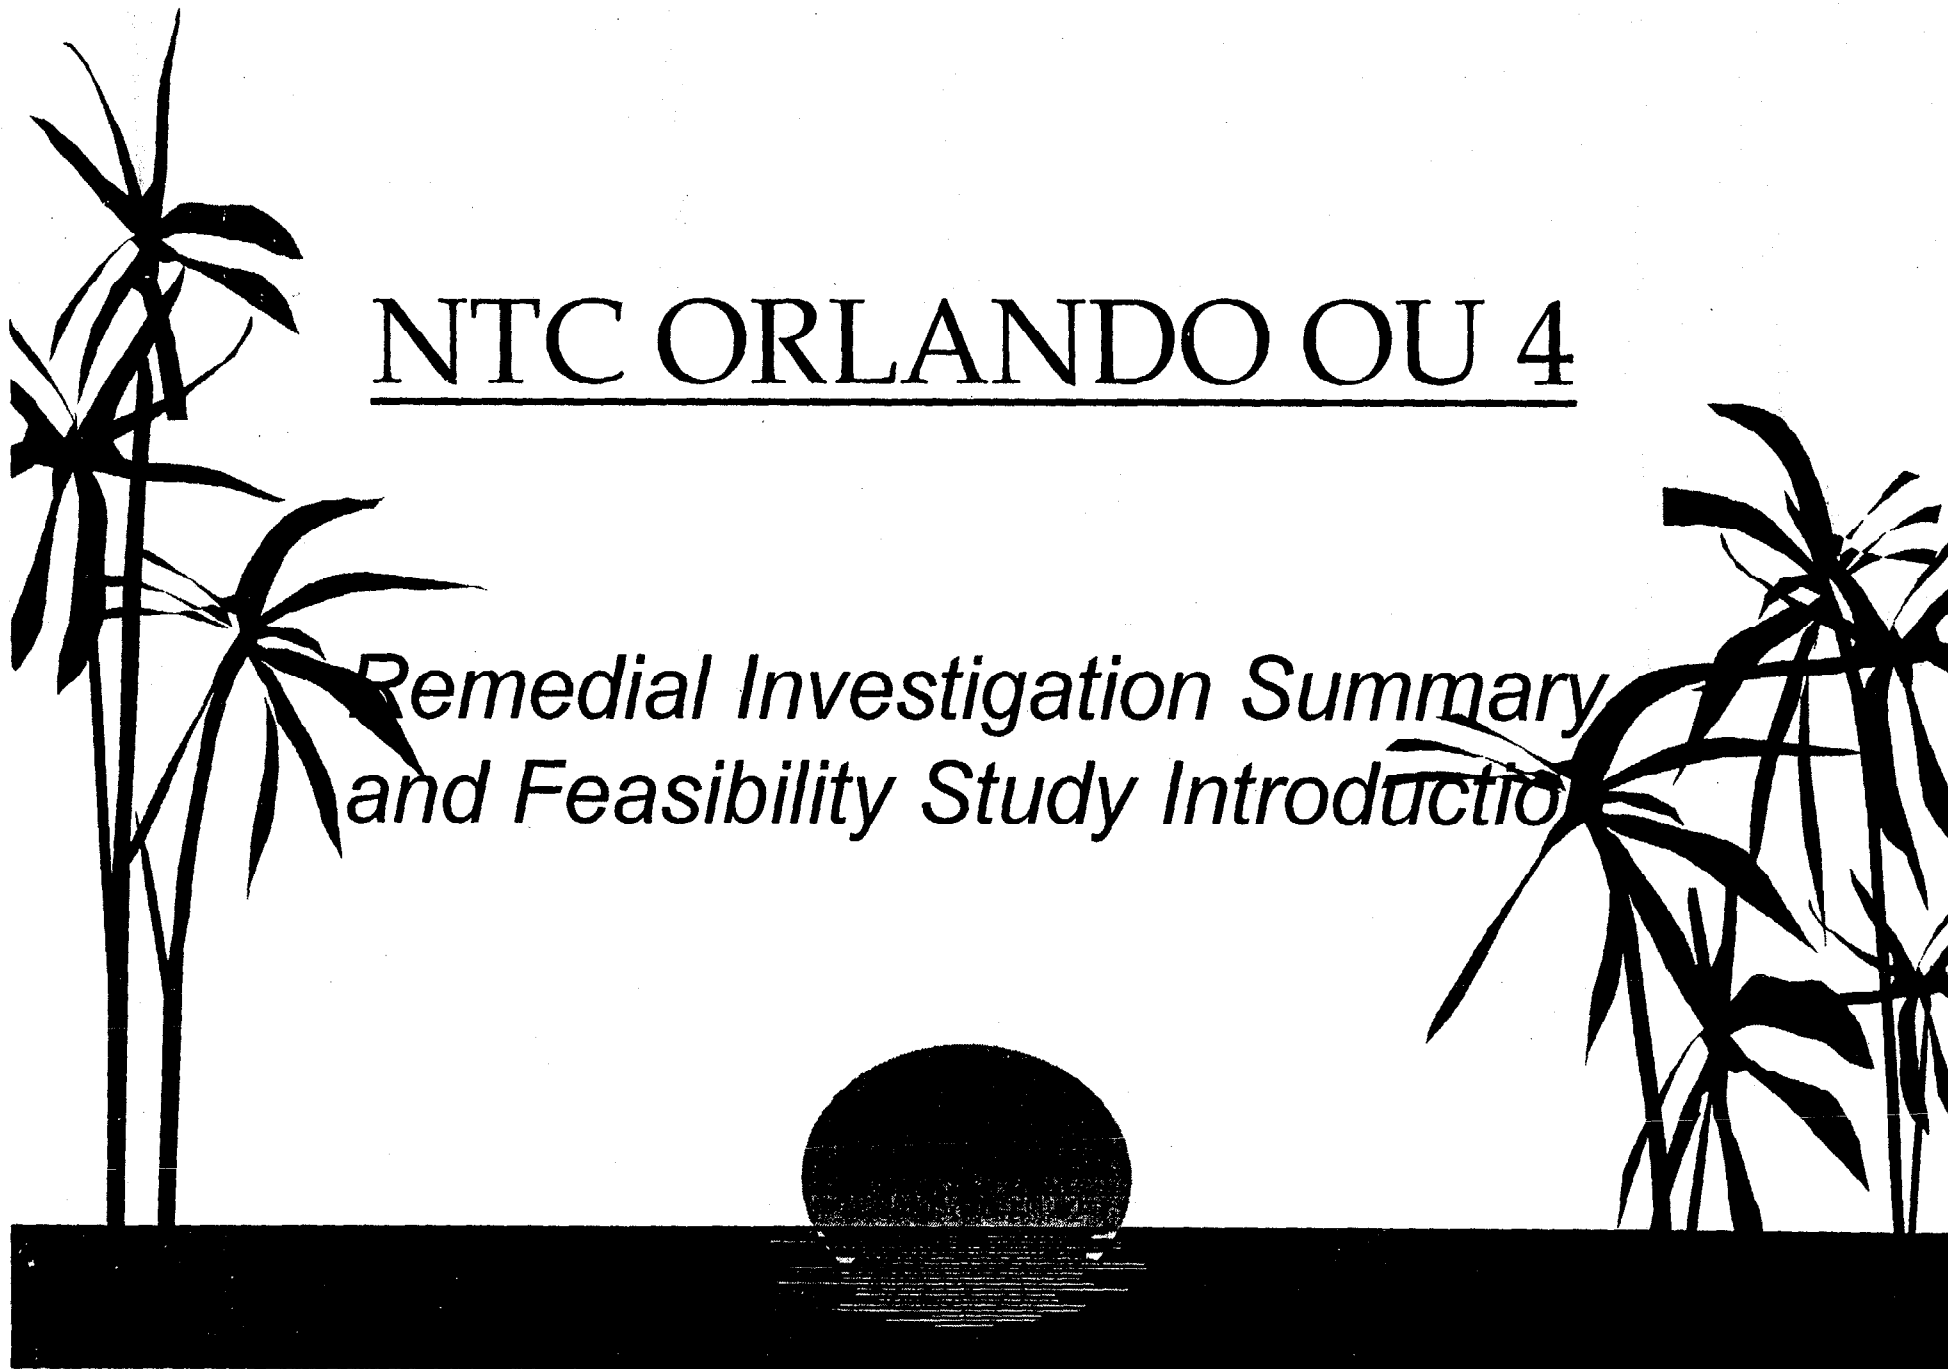 NTC ORLANDO OU 4
Remedial Investigation Summary
and Feasibility Study Introductio